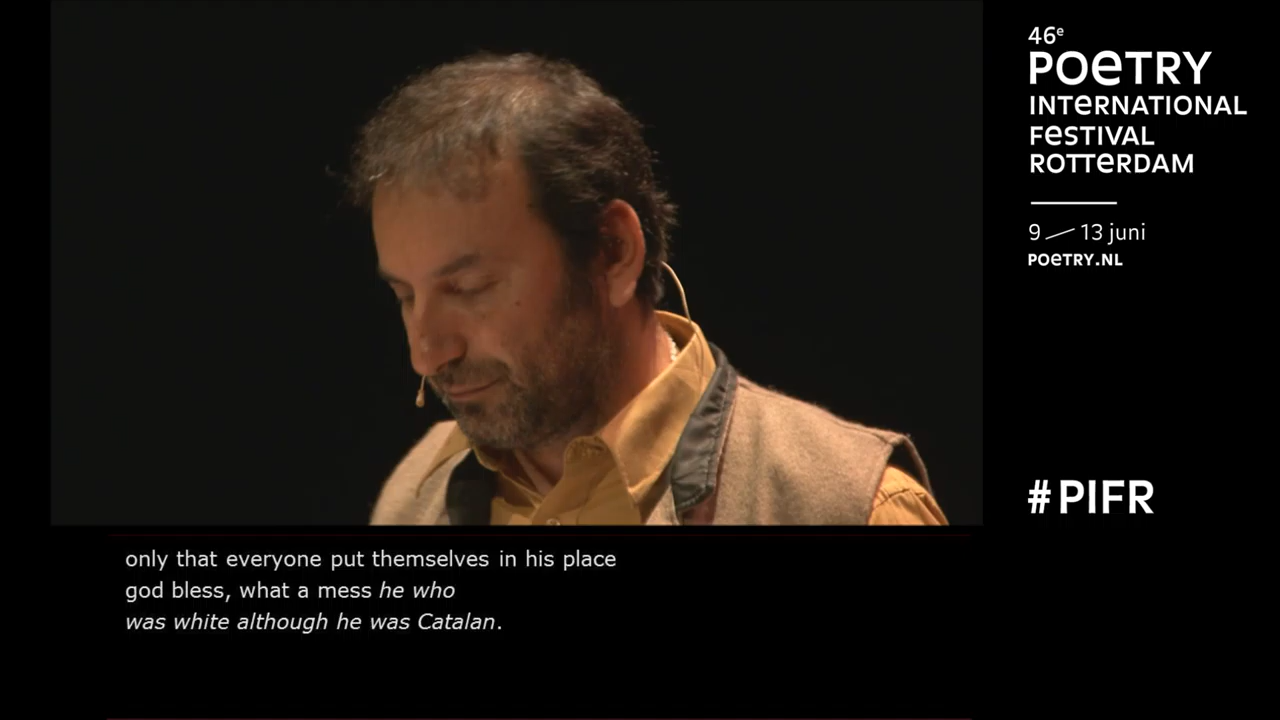 46e
POeTRY
INTeRNATIONAL
FeSTIVAL
ROTTeRDAM
9 — 13 juni
POeTRY.NL
#PIFR
only that everyone put themselves in his place
god bless, what a mess he who
was white although he was Catalan.